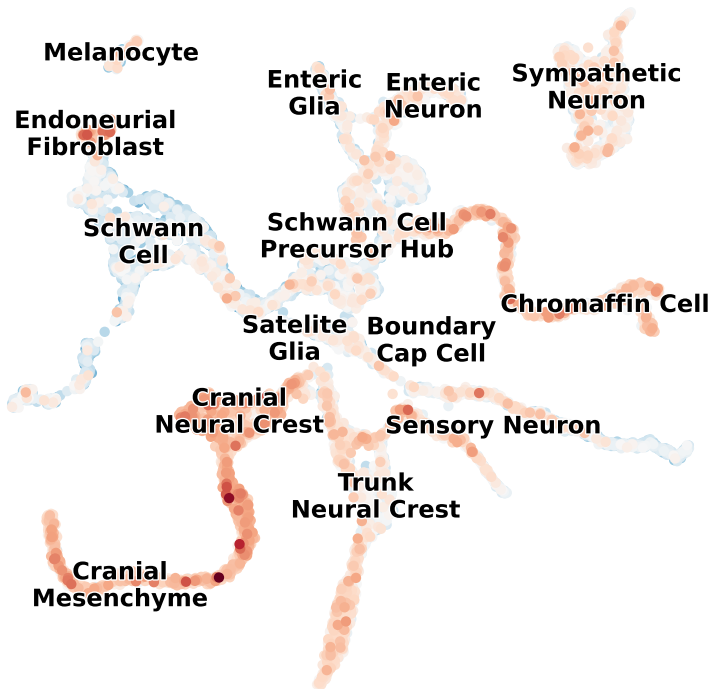 Melanocyte
Enteric
Glia
Enteric
Neuron
Sympathetic
Neuron
Endoneurial
Fibroblast
Schwann
Cell
Schwann Cell
Precursor Hub
Chromaffin Cell
Satelite
Glia
Boundary
Cap Cell
Cranial
Neural Crest
Sensory Neuron
Trunk
Neural Crest
Cranial
Mesenchyme